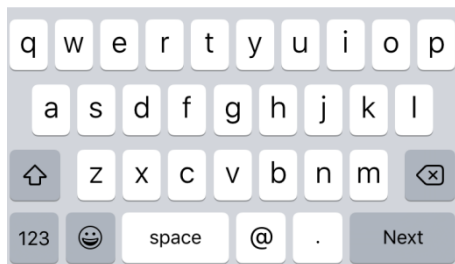 q w e r t y u i o p
a s d f g h j k l
z x c v b n m
123 space @ . Next